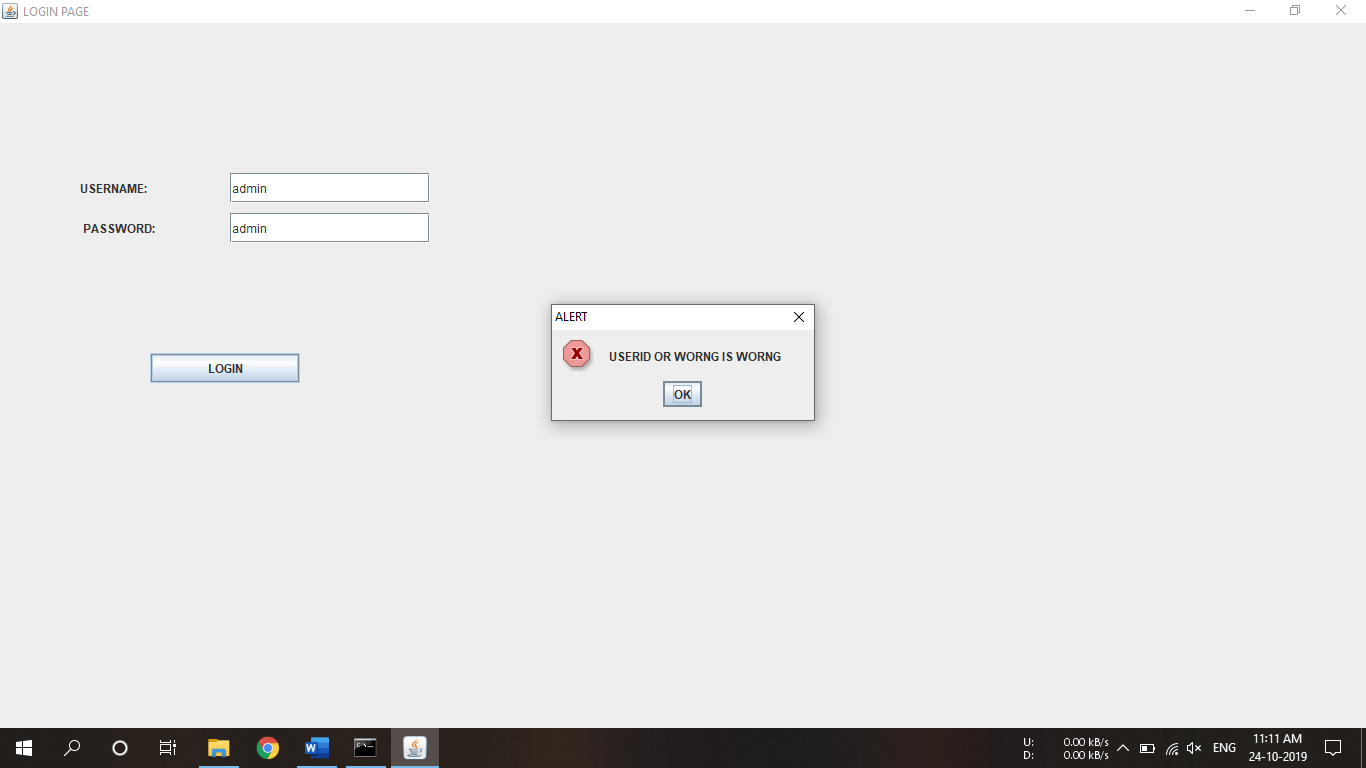 LOGIN PAGE
USERNAME:
admin
PASSWORD:
admin
LOGIN
ALERT
X
USERID OR WORNG IS WORNG
OK
U: 0.00 kB/s
D: 0.00 kB/s
ENG
11:11 AM
24-10-2019